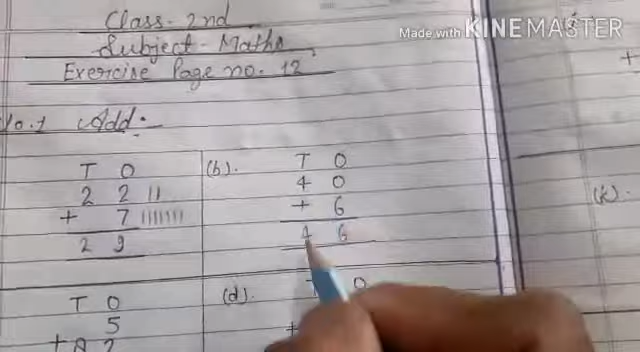 Made with KINEMASTER
Class - 2nd
Subject - Maths
Exercise Page no. 12
No.1 Add:-
T O
2 2
+ 7
2 9
(b).
T O
4 0
+ 6
4 6
(k).
+
T O
5
+
2
(d).
O
+